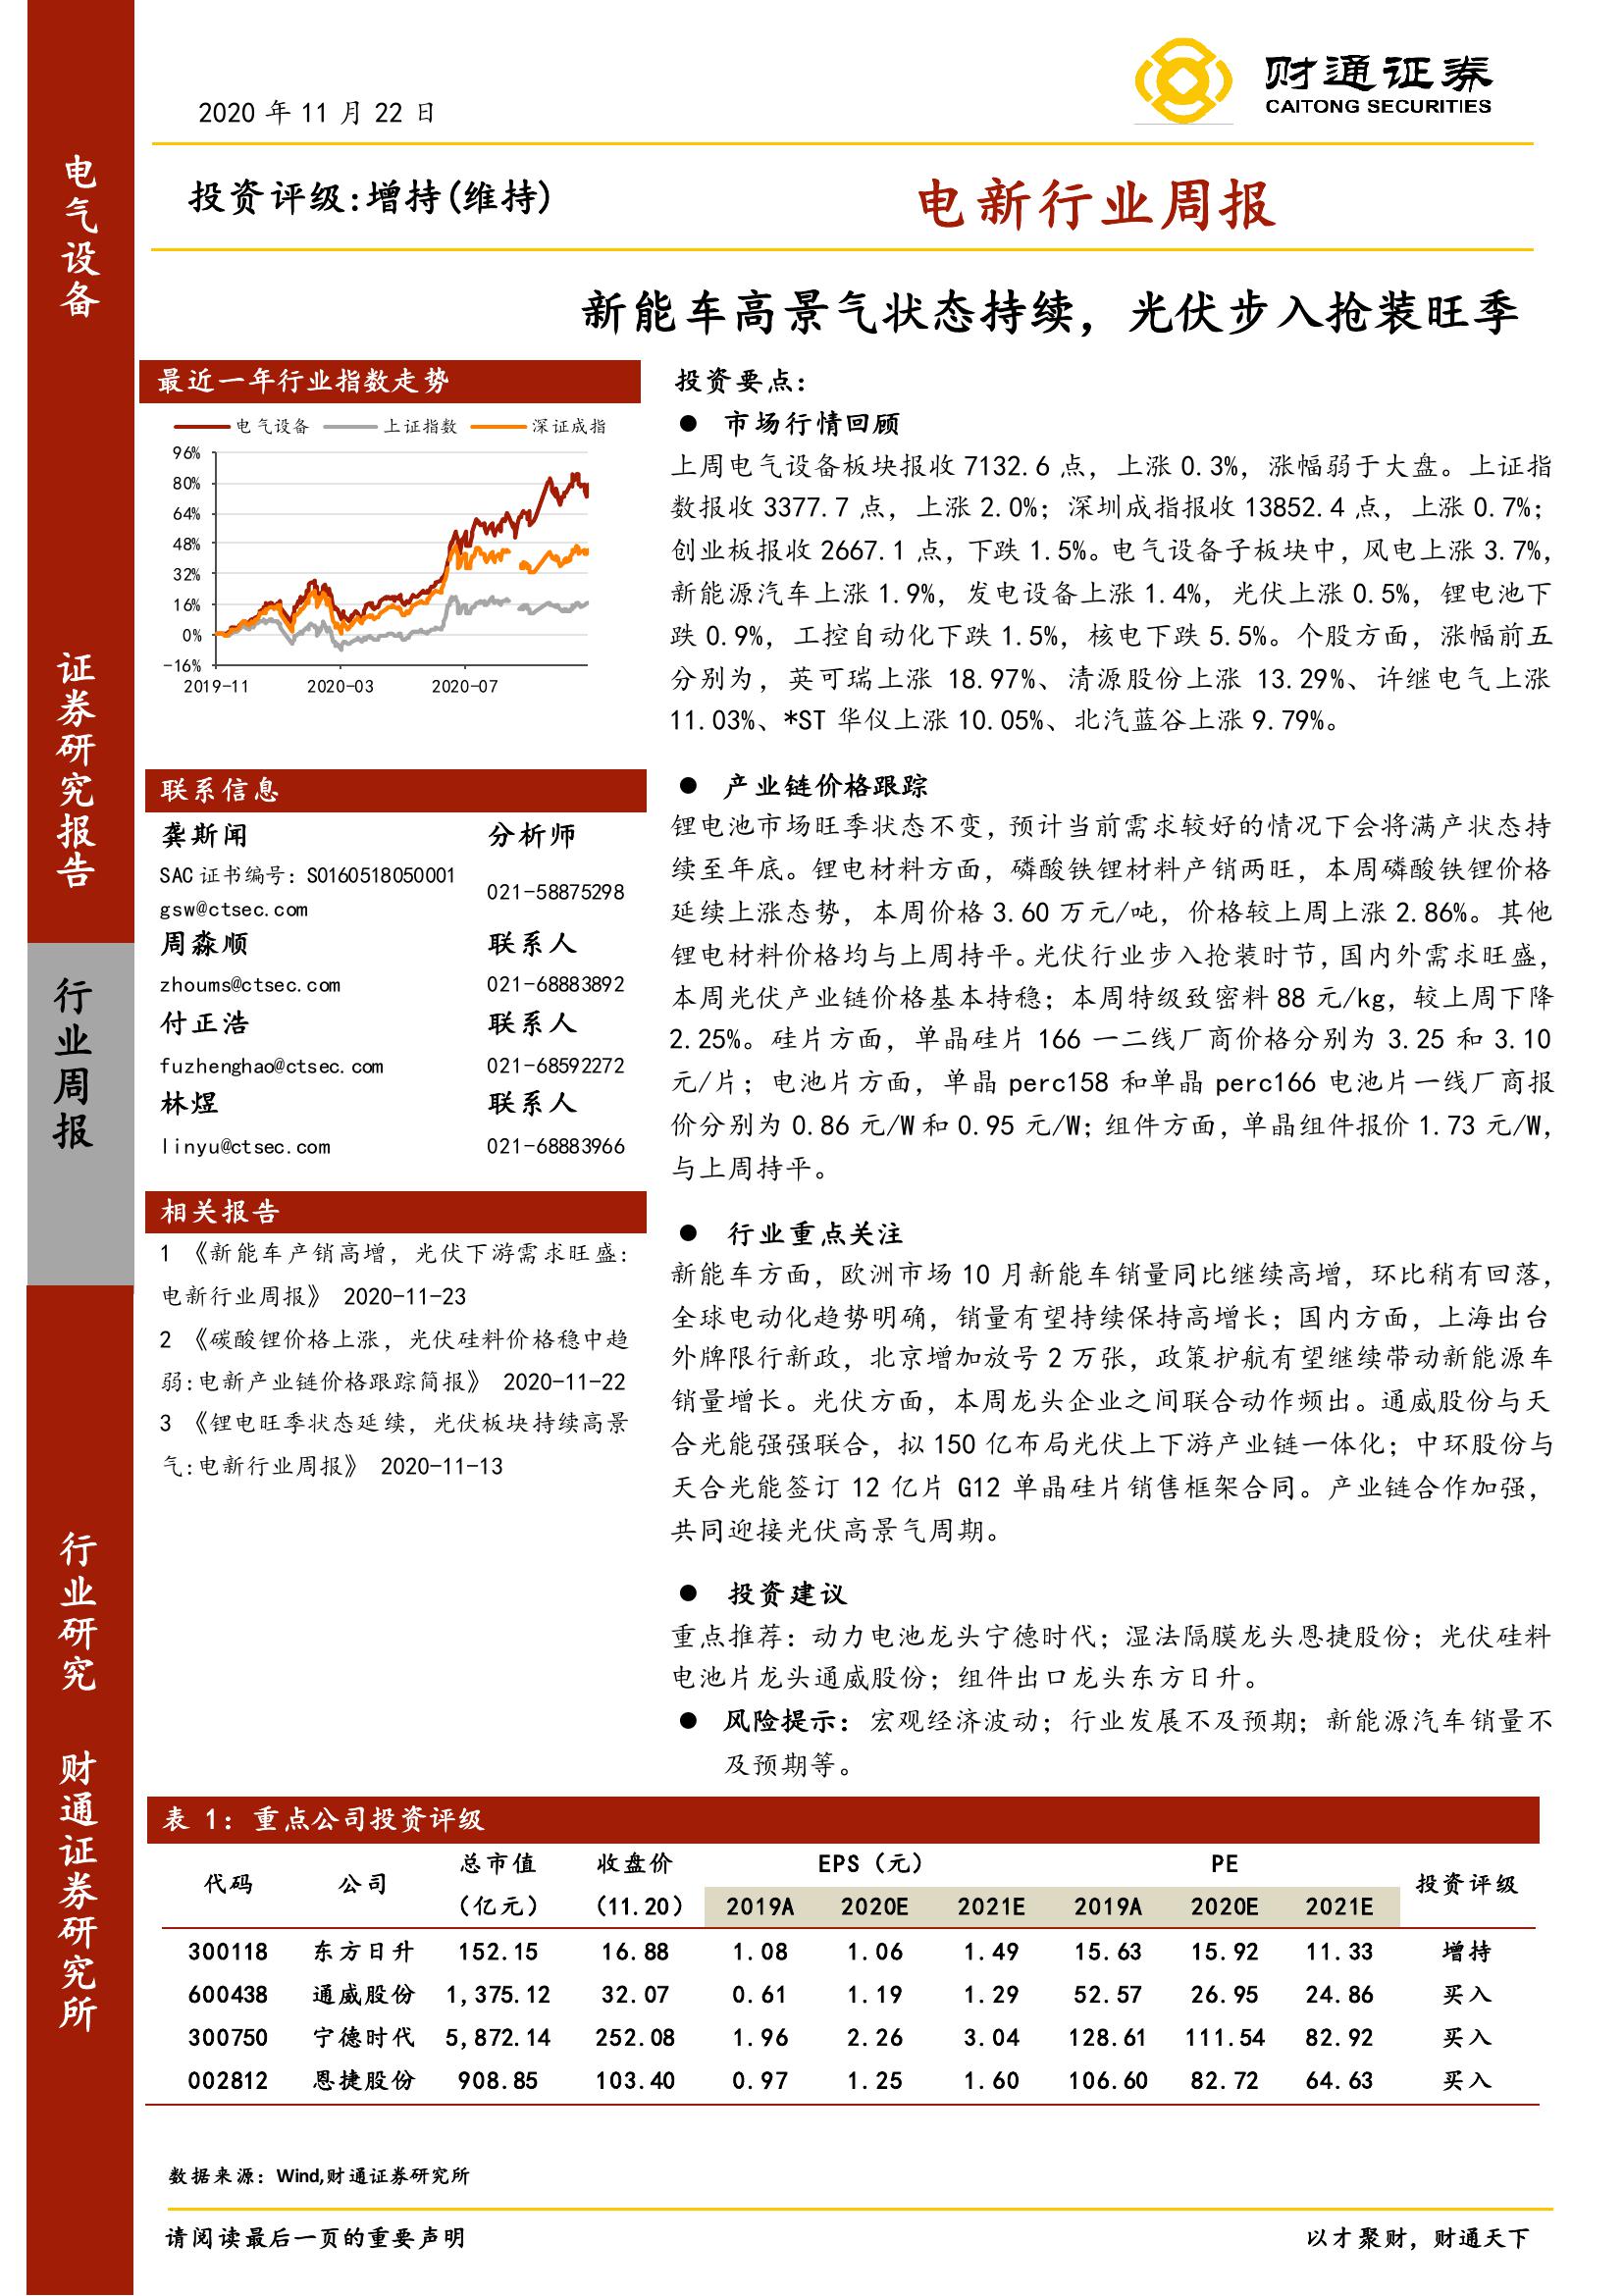 财通证券
CAITONG SECURITIES
2020 年 11 月 22 日
投资评级:增持(维持)
电新行业周报
电气设备
证券研究报告
行业周报
行业研究
财通证券研究所
新能车高景气状态持续，光伏步入抢装旺季
最近一年行业指数走势
电气设备 上证指数 深证成指
96%
80%
64%
48%
32%
16%
0%
-16%
2019-11 2020-03 2020-07
联系信息
龚斯闻 分析师
SAC 证书编号：S0160518050001
021-58875298
gsw@ctsec.com
周淼顺 联系人
zhoums@ctsec.com 021-68883892
付正浩 联系人
fuzhenghao@ctsec.com 021-68592272
林煜 联系人
linyu@ctsec.com 021-68883966
相关报告
1 《新能车产销高增，光伏下游需求旺盛:
电新行业周报》 2020-11-23
2 《碳酸锂价格上涨，光伏硅料价格稳中趋
弱:电新产业链价格跟踪简报》 2020-11-22
3 《锂电旺季状态延续，光伏板块持续高景
气:电新行业周报》 2020-11-13
投资要点：
● 市场行情回顾
上周电气设备板块报收 7132.6 点，上涨 0.3%，涨幅弱于大盘。上证指
数报收 3377.7 点，上涨 2.0%；深圳成指报收 13852.4 点，上涨 0.7%；
创业板报收 2667.1 点，下跌 1.5%。电气设备子板块中，风电上涨 3.7%，
新能源汽车上涨 1.9%，发电设备上涨 1.4%，光伏上涨 0.5%，锂电池下
跌 0.9%，工控自动化下跌 1.5%，核电下跌 5.5%。个股方面，涨幅前五
分别为，英可瑞上涨 18.97%、清源股份上涨 13.29%、许继电气上涨
11.03%、*ST 华仪上涨 10.05%、北汽蓝谷上涨 9.79%。
● 产业链价格跟踪
锂电池市场旺季状态不变，预计当前需求较好的情况下会将满产状态持
续至年底。锂电材料方面，磷酸铁锂材料产销两旺，本周磷酸铁锂价格
延续上涨态势，本周价格 3.60 万元/吨，价格较上周上涨 2.86%。其他
锂电材料价格均与上周持平。光伏行业步入抢装时节，国内外需求旺盛，
本周光伏产业链价格基本持稳；本周特级致密料 88 元/kg，较上周下降
2.25%。硅片方面，单晶硅片 166 一二线厂商价格分别为 3.25 和 3.10
元/片；电池片方面，单晶 perc158 和单晶 perc166 电池片一线厂商报
价分别为 0.86 元/W 和 0.95 元/W；组件方面，单晶组件报价 1.73 元/W，
与上周持平。
● 行业重点关注
新能车方面，欧洲市场 10 月新能车销量同比继续高增，环比稍有回落，
全球电动化趋势明确，销量有望持续保持高增长；国内方面，上海出台
外牌限行新政，北京增加放号 2 万张，政策护航有望继续带动新能源车
销量增长。光伏方面，本周龙头企业之间联合动作频出。通威股份与天
合光能强强联合，拟 150 亿布局光伏上下游产业链一体化；中环股份与
天合光能签订 12 亿片 G12 单晶硅片销售框架合同。产业链合作加强，
共同迎接光伏高景气周期。
● 投资建议
重点推荐：动力电池龙头宁德时代；湿法隔膜龙头恩捷股份；光伏硅料
电池片龙头通威股份；组件出口龙头东方日升。
● 风险提示：宏观经济波动；行业发展不及预期；新能源汽车销量不
及预期等。
表 1：重点公司投资评级
代码 公司 总市值 收盘价 EPS（元） PE 投资评级
（亿元） （11.20） 2019A 2020E 2021E 2019A 2020E 2021E
300118 东方日升 152.15 16.88 1.08 1.06 1.49 15.63 15.92 11.33 增持
600438 通威股份 1,375.12 32.07 0.61 1.19 1.29 52.57 26.95 24.86 买入
300750 宁德时代 5,872.14 252.08 1.96 2.26 3.04 128.61 111.54 82.92 买入
002812 恩捷股份 908.85 103.40 0.97 1.25 1.60 106.60 82.72 64.63 买入
数据来源：Wind,财通证券研究所
请阅读最后一页的重要声明 以才聚财，财通天下